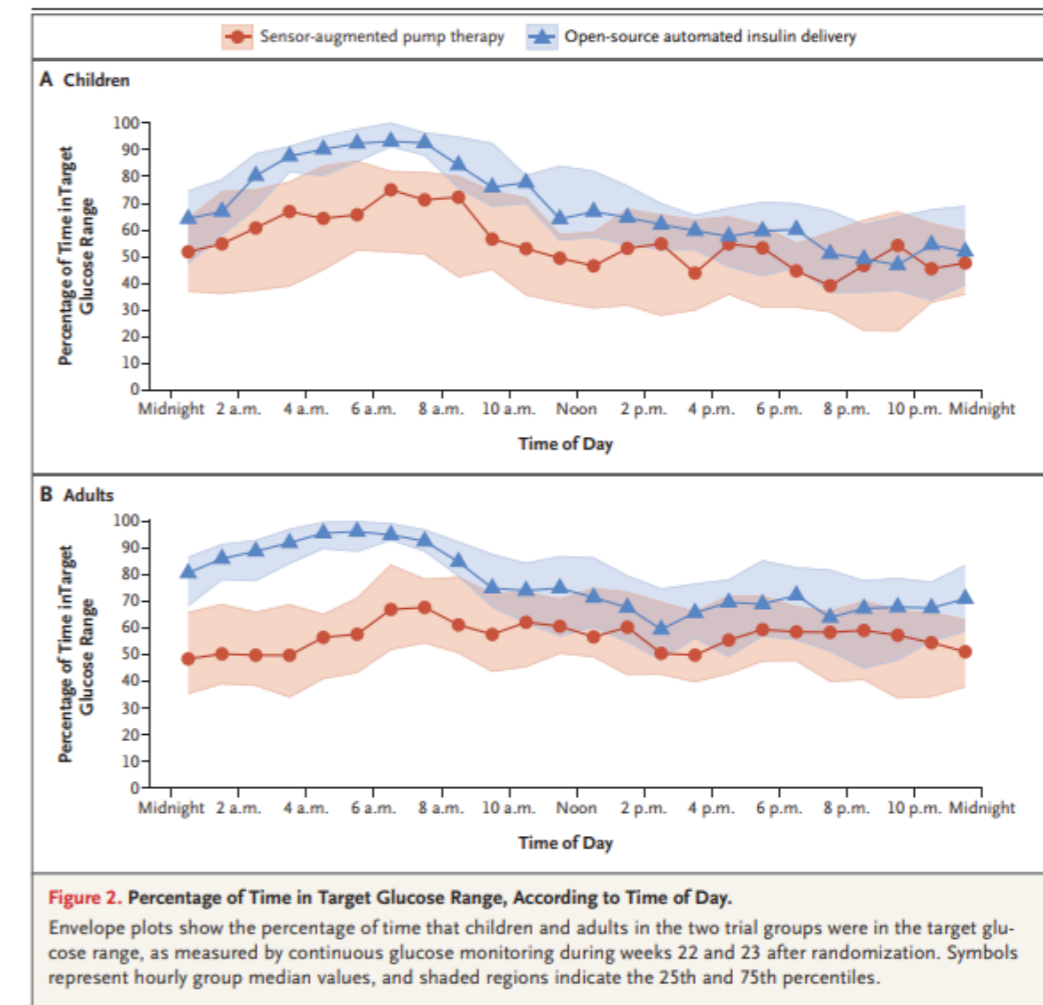 Sensor-augmented pump therapy Open-source automated insulin delivery
A Children
Percentage of Time inTarget
Glucose Range
100
90
80
70
60
50
40
30
20
10
0
Midnight 2 a.m. 4 a.m. 6 a.m. 8 a.m. 10 a.m. Noon 2 p.m. 4 p.m. 6 p.m. 8 p.m. 10 p.m. Midnight
Time of Day
B Adults
Percentage of Time inTarget
Glucose Range
100
90
80
70
60
50
40
30
20
10
0
Midnight 2 a.m. 4 a.m. 6 a.m. 8 a.m. 10 a.m. Noon 2 p.m. 4 p.m. 6 p.m. 8 p.m. 10 p.m. Midnight
Time of Day
Figure 2. Percentage of Time in Target Glucose Range, According to Time of Day.
Envelope plots show the percentage of time that children and adults in the two trial groups were in the target glu-
cose range, as measured by continuous glucose monitoring during weeks 22 and 23 after randomization. Symbols
represent hourly group median values, and shaded regions indicate the 25th and 75th percentiles.